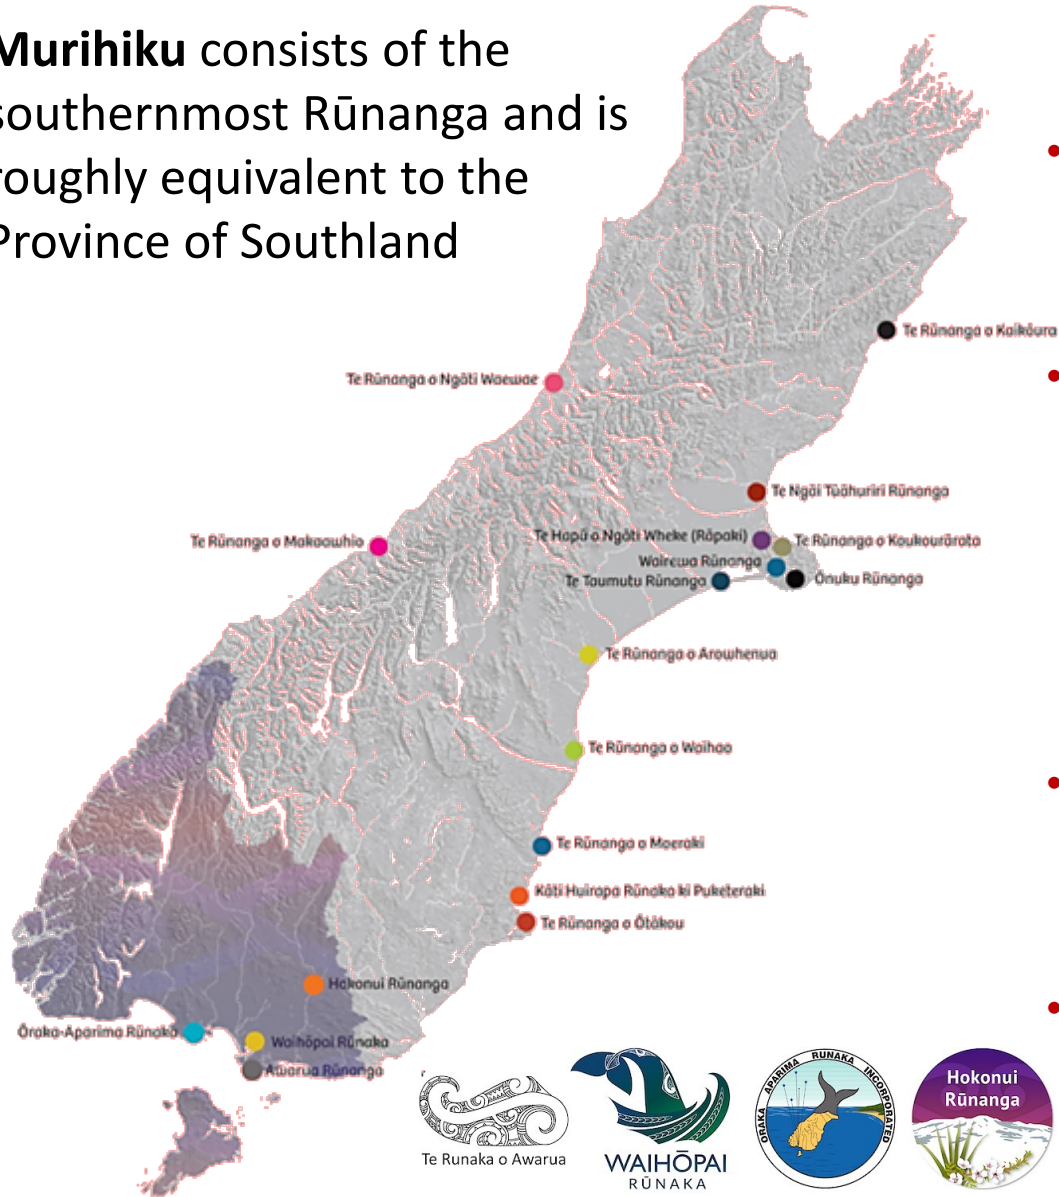 Murihiku consists of the
southernmost Rūnanga and is
roughly equivalent to the
Province of Southland
Te Rūnanga o Kaikōura
Te Rūnanga o Ngāti Waewae
Te Ngāi Tūāhuriri Rūnanga
Te Hapū o Ngāti Wheke (Rāpaki)
Te Rūnanga o Koukourārata
Te Rūnanga o Makaawhio
Wairewa Rūnanga
Te Taumutu Rūnanga
Ōnuku Rūnanga
Te Rūnanga o Arowhenua
Te Rūnanga o Waihao
Te Rūnanga o Moeraki
Kāti Huirapa Rūnaka ki Puketeraki
Te Rūnanga o Ōtākou
Hokonui Rūnanga
Ōraka-Aparima Rūnaka
Waihōpai Rūnaka
Awarua Rūnanga
Te Runaka o Awarua
WAIHŌPAI
RŪNAKA
ORAKA APARIMA RUNAKA INCORPORATED
Hokonui
Rūnanga